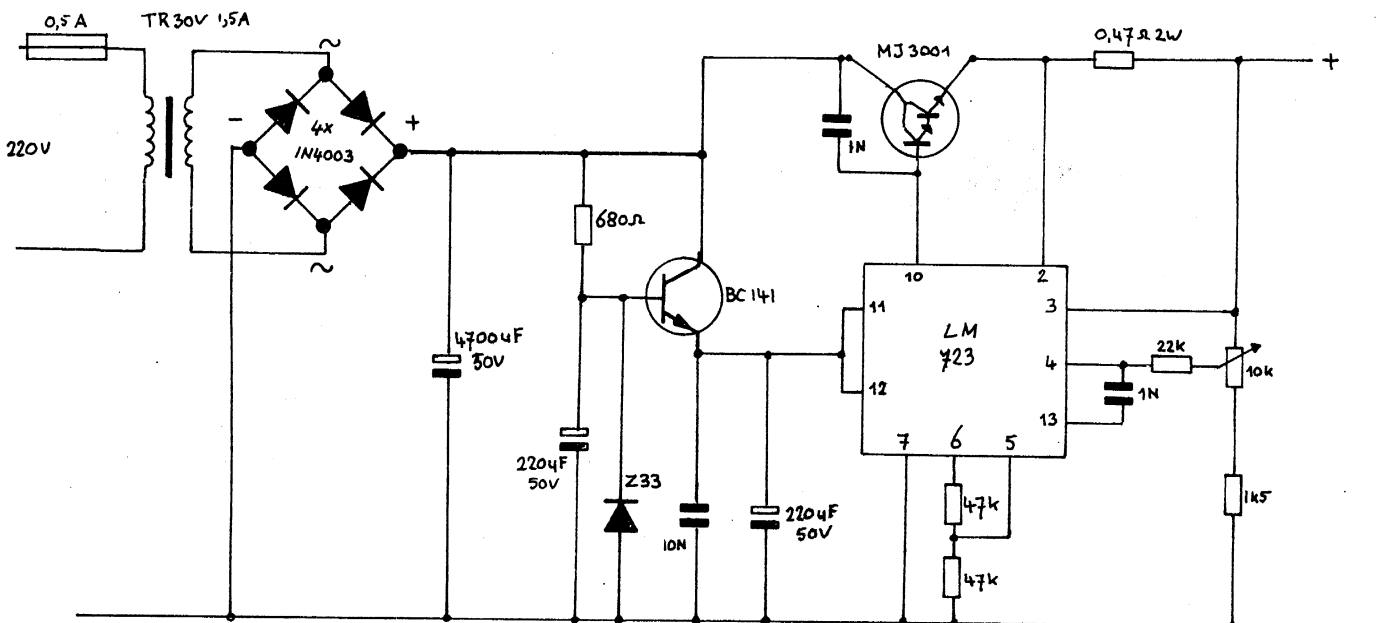 0,5 A
TR 30V 1,5A
~
0,47Ω 2W
MJ 3001
+
-
4x
+
1N4003
220V
1N
680Ω
10
2
BC 141
11
3
LM
723
22k
4700uF
50V
4
10k
12
1N
13
7
6
5
220uF
50V
Z33
47k
1k5
10N
220uF
50V
47k
~